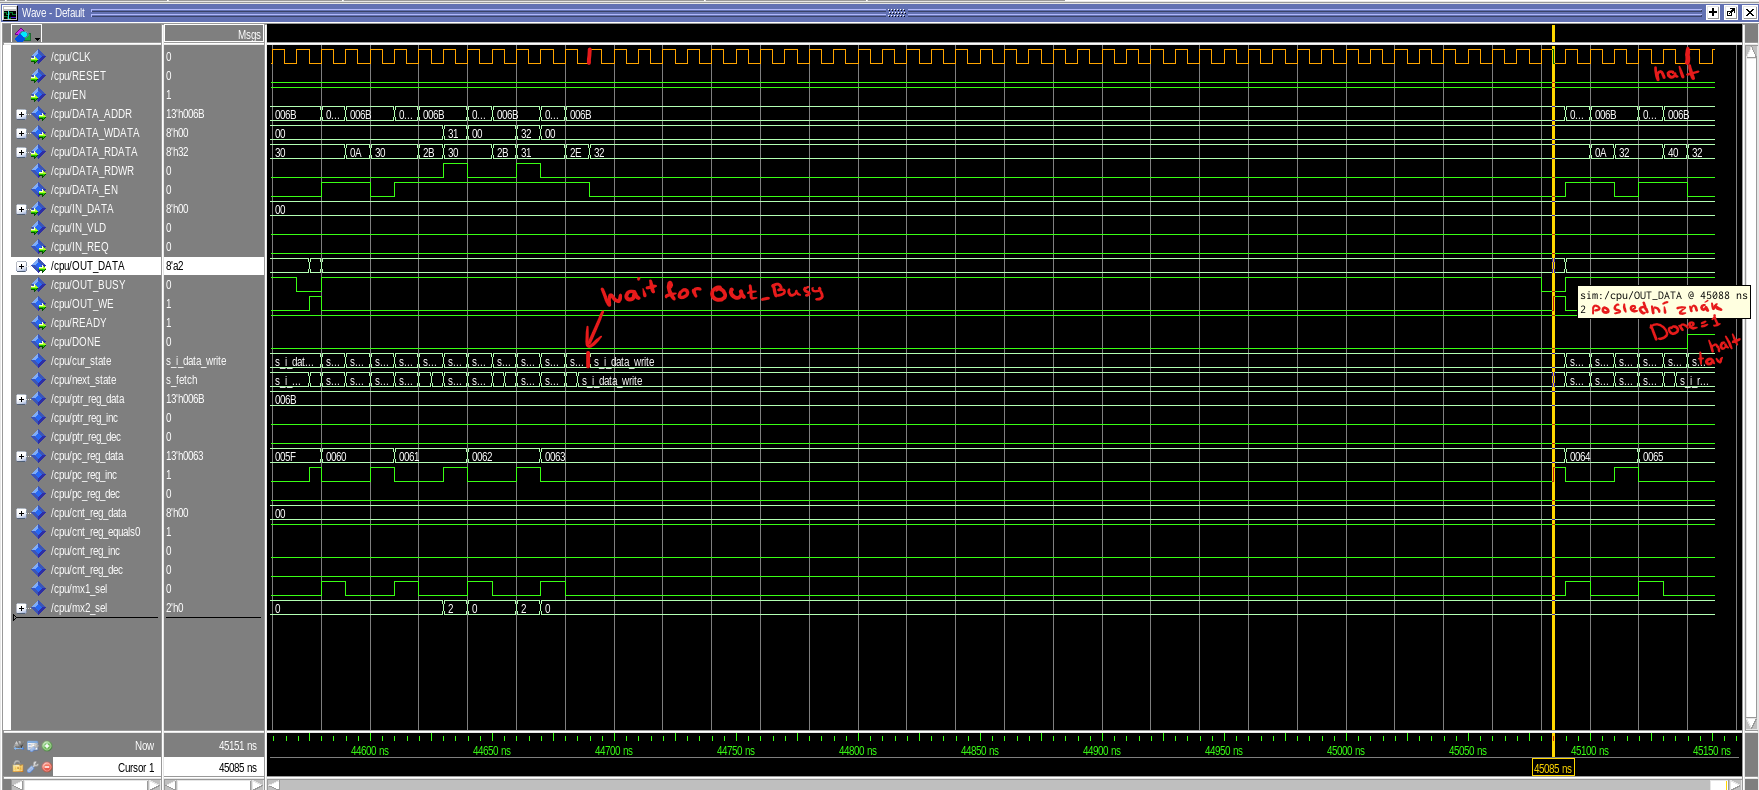 Wave - Default
Msgs
/cpu/CLK 0
/cpu/RESET 0
/cpu/EN 1
/cpu/DATA_ADDR 13'h006B 006B 0... 006B 0... 006B 0... 006B 0... 006B 0... 006B 0... 006B
/cpu/DATA_WDATA 8'h00 00 31 00 32 00
/cpu/DATA_RDATA 8'h32 30 0A 30 2B 30 2B 31 2E 32 0A 32 40 32
/cpu/DATA_RDWR 0
/cpu/DATA_EN 0
/cpu/IN_DATA 8'h00 00
/cpu/IN_VLD 0
/cpu/IN_REQ 0
/cpu/OUT_DATA 8'a2
/cpu/OUT_BUSY 0
/cpu/OUT_WE 1
/cpu/READY 1
/cpu/DONE 0
/cpu/cur_state s_i_data_write s_i_dat... s... s... s... s... s... s... s... s... s... s... s... s_i_data_write s... s... s... s... s...
/cpu/next_state s_fetch s_i_... s... s... s... s... s... s... s... s_i_data_write s... s... s... s... s_i_r...
/cpu/ptr_reg_data 13'h006B 006B
/cpu/ptr_reg_inc 0
/cpu/ptr_reg_dec 0
/cpu/pc_reg_data 13'h0063 005F 0060 0061 0062 0063 0064 0065
/cpu/pc_reg_inc 1
/cpu/pc_reg_dec 0
/cpu/cnt_reg_data 8'h00 00
/cpu/cnt_reg_equals0 1
/cpu/cnt_reg_inc 0
/cpu/cnt_reg_dec 0
/cpu/mx1_sel 0
/cpu/mx2_sel 2'h0 0 2 0 2 0
half
wait for Out_Busy
sim:/cpu/OUT_DATA @ 45088 ns
2 poslední znak
Done=1
halt
stav
Now 45151 ns
Cursor 1 45085 ns
44600 ns 44650 ns 44700 ns 44750 ns 44800 ns 44850 ns 44900 ns 44950 ns 45000 ns 45050 ns 45100 ns 45150 ns
45085 ns